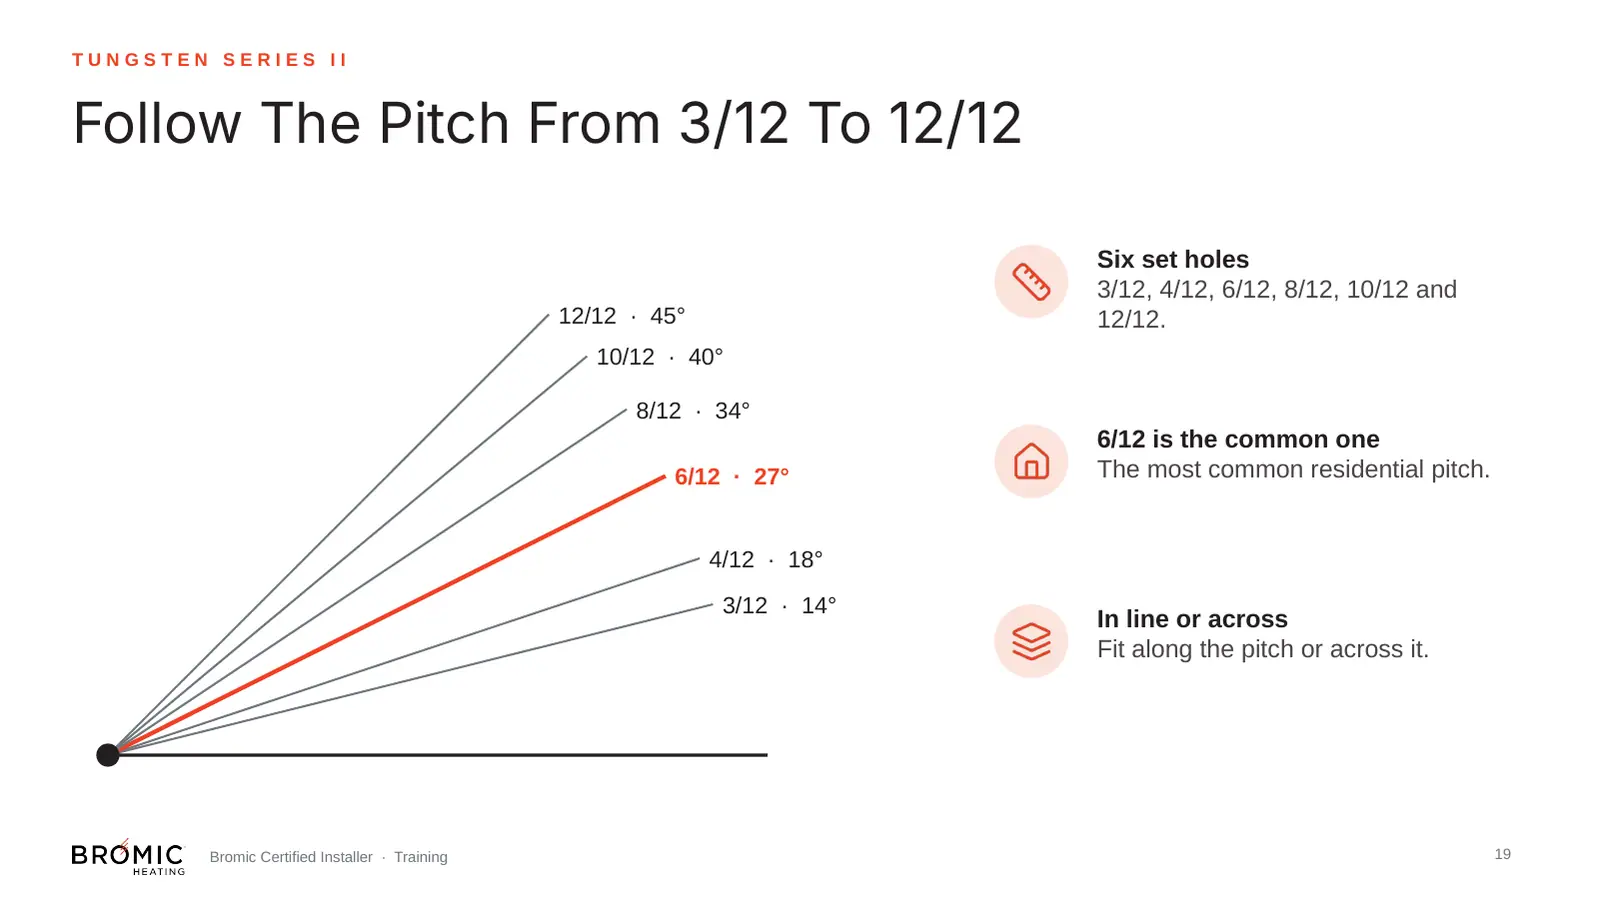 TUNGSTEN SERIES II
Follow The Pitch From 3/12 To 12/12
12/12 · 45°
10/12 · 40°
8/12 · 34°
6/12 · 27°
4/12 · 18°
3/12 · 14°
Six set holes
3/12, 4/12, 6/12, 8/12, 10/12 and
12/12.
6/12 is the common one
The most common residential pitch.
In line or across
Fit along the pitch or across it.
BROMIC
HEATING
Bromic Certified Installer · Training
19